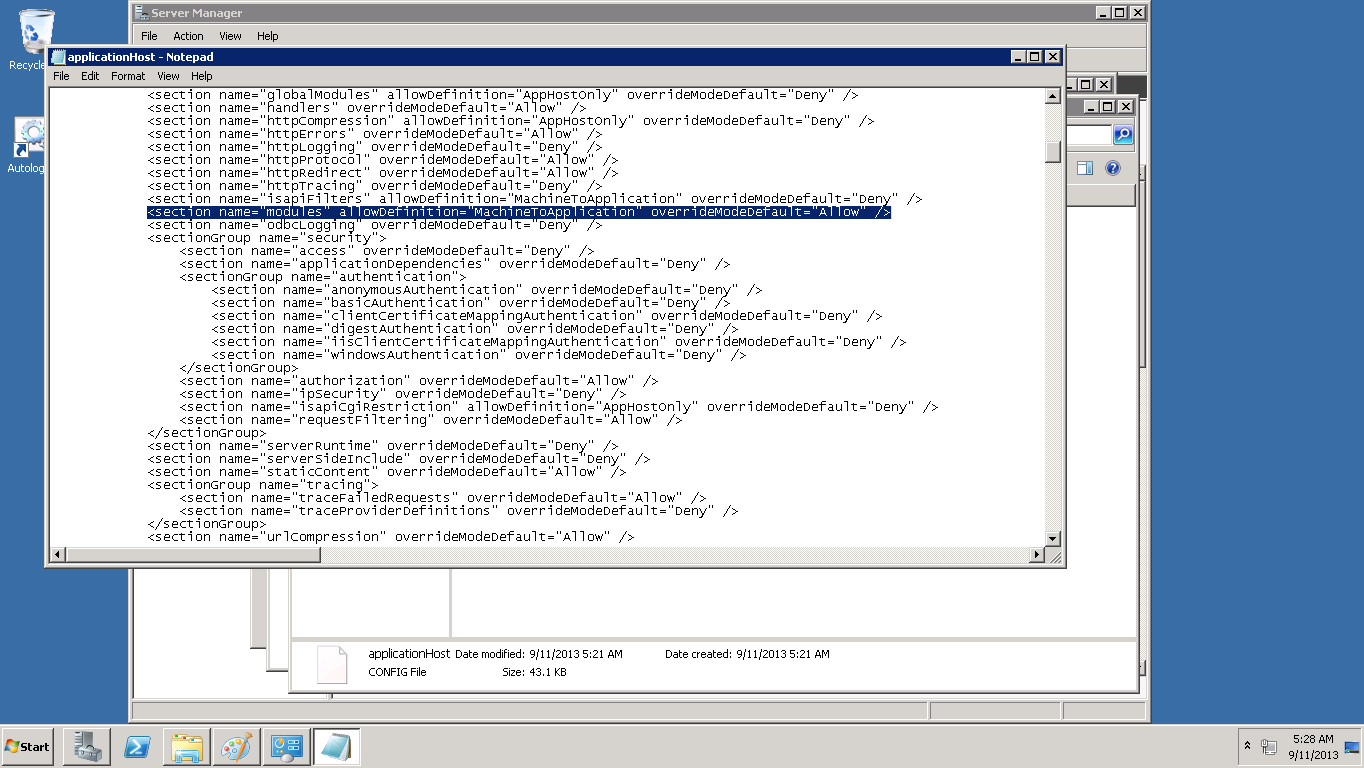 Server Manager
File Action View Help
Recycle
applicationHost - Notepad
File Edit Format View Help
<section name="globalModules" allowDefinition="AppHostOnly" overrideModeDefault="Deny" />
<section name="handlers" overrideModeDefault="Allow" />
<section name="httpCompression" allowDefinition="AppHostOnly" overrideModeDefault="Deny" />
<section name="httpErrors" overrideModeDefault="Allow" />
<section name="httpLogging" overrideModeDefault="Deny" />
<section name="httpProtocol" overrideModeDefault="Allow" />
<section name="httpRedirect" overrideModeDefault="Allow" />
<section name="httpTracing" overrideModeDefault="Deny" />
<section name="isapiFilters" allowDefinition="MachineToApplication" overrideModeDefault="Deny" />
<section name="modules" allowDefinition="MachineToApplication" overrideModeDefault="Allow" />
<section name="odbcLogging" overrideModeDefault="Deny" />
<sectionGroup name="security">
<section name="access" overrideModeDefault="Deny" />
<section name="applicationDependencies" overrideModeDefault="Deny" />
<sectionGroup name="authentication">
<section name="anonymousAuthentication" overrideModeDefault="Deny" />
<section name="basicAuthentication" overrideModeDefault="Deny" />
<section name="clientCertificateMappingAuthentication" overrideModeDefault="Deny" />
<section name="digestAuthentication" overrideModeDefault="Deny" />
<section name="iisClientCertificateMappingAuthentication" overrideModeDefault="Deny" />
<section name="windowsAuthentication" overrideModeDefault="Deny" />
</sectionGroup>
<section name="authorization" overrideModeDefault="Allow" />
<section name="ipSecurity" overrideModeDefault="Deny" />
<section name="isapiCgiRestriction" allowDefinition="AppHostOnly" overrideModeDefault="Deny" />
<section name="requestFiltering" overrideModeDefault="Allow" />
</sectionGroup>
<section name="serverRuntime" overrideModeDefault="Deny" />
<section name="serverSideInclude" overrideModeDefault="Deny" />
<section name="staticContent" overrideModeDefault="Allow" />
<sectionGroup name="tracing">
<section name="traceFailedRequests" overrideModeDefault="Allow" />
<section name="traceProviderDefinitions" overrideModeDefault="Deny" />
</sectionGroup>
<section name="urlCompression" overrideModeDefault="Allow" />
Autolog
applicationHost Date modified: 9/11/2013 5:21 AM Date created: 9/11/2013 5:21 AM
CONFIG File Size: 43.1 KB
Start
5:28 AM
9/11/2013